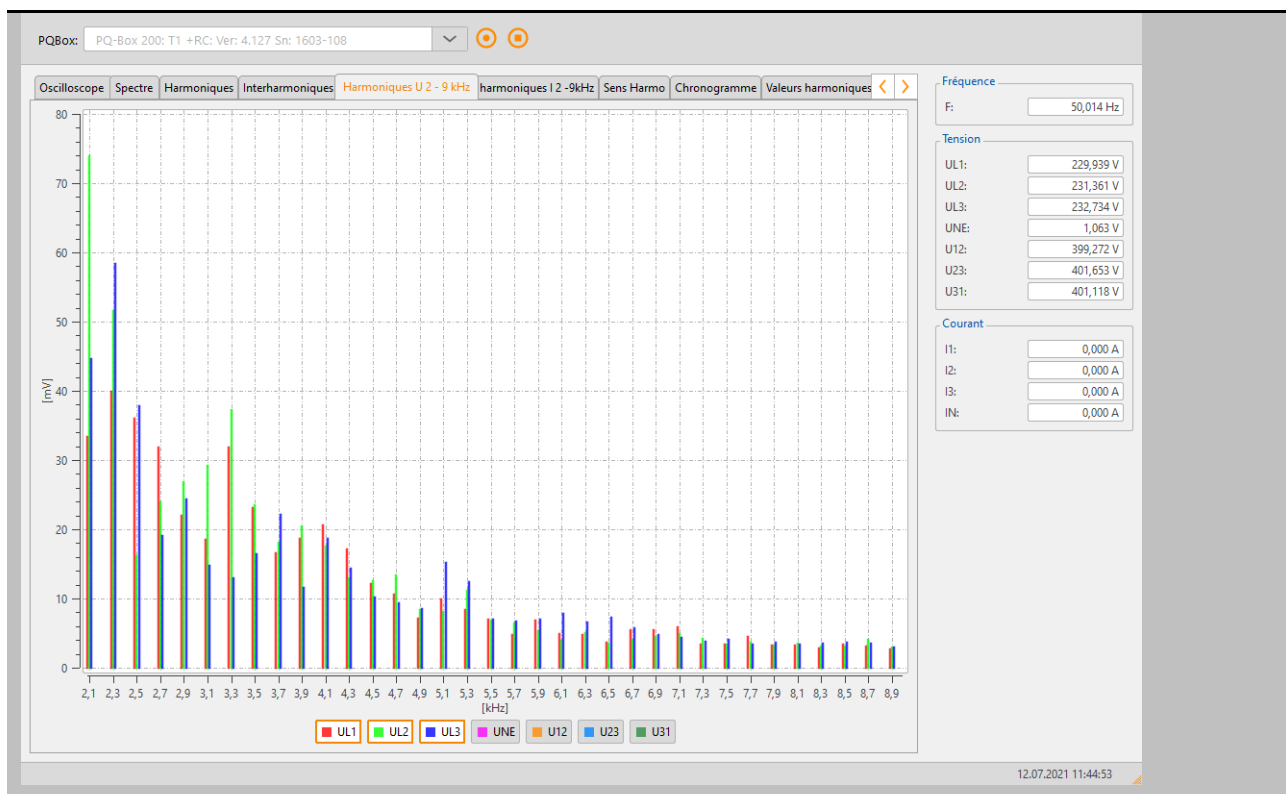 PQBox: PQ-Box 200: T1 +RC: Ver: 4.127 Sn: 1603-108
Oscilloscope Spectre Harmoniques Interharmoniques Harmoniques U 2 - 9 kHz harmoniques I 2 -9kHz Sens Harmo Chronogramme Valeurs harmoniques
80
70
60
50
40
30
20
10
0
[mV]
2,1 2,3 2,5 2,7 2,9 3,1 3,3 3,5 3,7 3,9 4,1 4,3 4,5 4,7 4,9 5,1 5,3 5,5 5,7 5,9 6,1 6,3 6,5 6,7 6,9 7,1 7,3 7,5 7,7 7,9 8,1 8,3 8,5 8,7 8,9
[kHz]
UL1 UL2 UL3 UNE U12 U23 U31
Fréquence
F: 50,014 Hz
Tension
UL1: 229,939 V
UL2: 231,361 V
UL3: 232,734 V
UNE: 1,063 V
U12: 399,272 V
U23: 401,653 V
U31: 401,118 V
Courant
I1: 0,000 A
I2: 0,000 A
I3: 0,000 A
IN: 0,000 A
12.07.2021 11:44:53